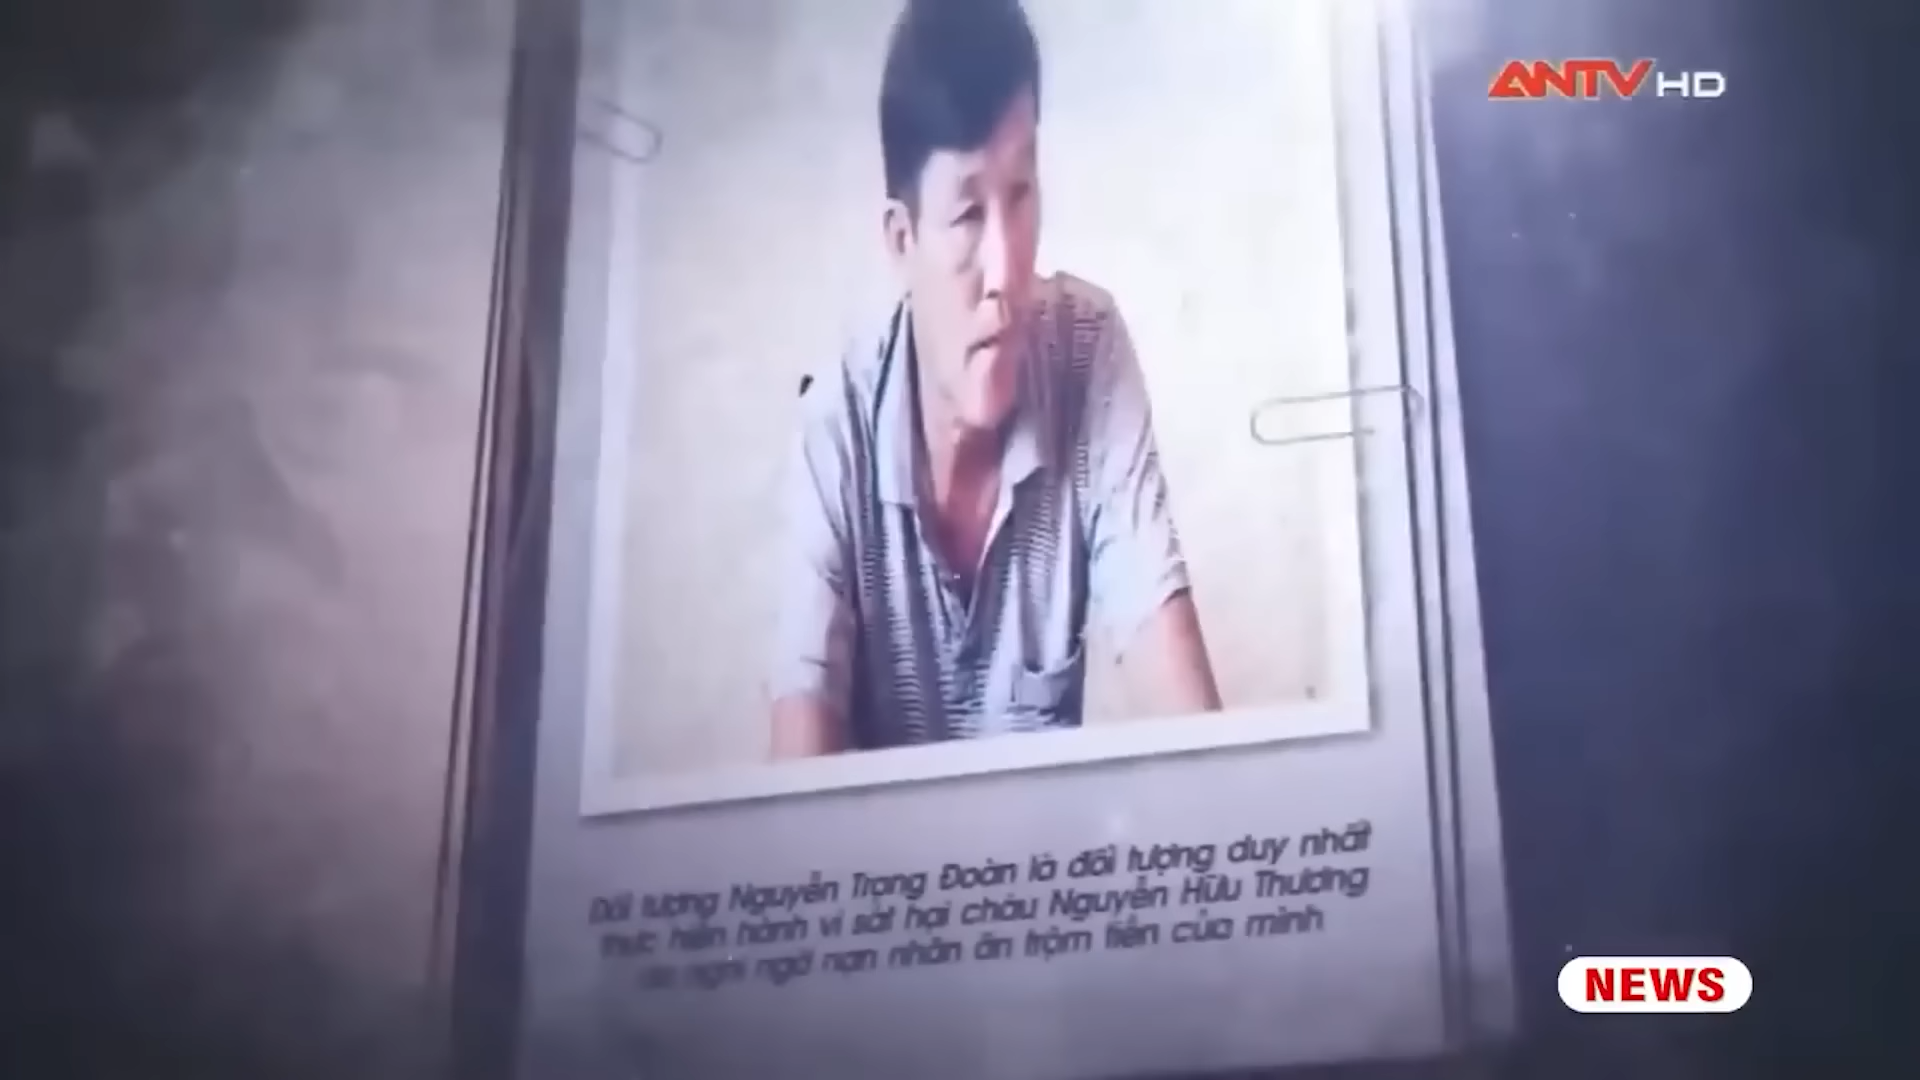 ANTV HD
Đối tượng Nguyễn Trọng Đoàn là đối tượng duy nhất
thực hiện hành vi sát hại cháu Nguyễn Hữu Thương
do nghi ngờ nạn nhân ăn trộm tiền của mình
NEWS